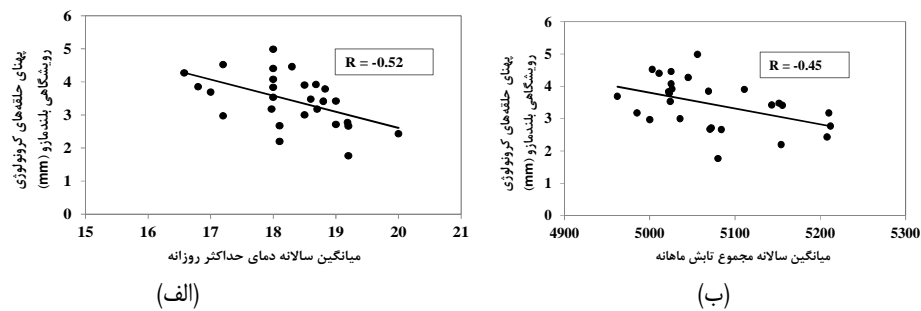 پهنای حلقه‌های کرونولوژی
رویشگاهی بلندمازو (mm)
6
5
4
3
2
1
0
R = -0.52
15 16 17 18 19 20 21
میانگین سالانه دمای حداکثر روزانه
(الف)
پهنای حلقه‌های کرونولوژی
رویشگاهی بلندمازو (mm)
6
5
4
3
2
1
0
R = -0.45
4900 5000 5100 5200 5300
میانگین سالانه مجموع تابش ماهانه
(ب)